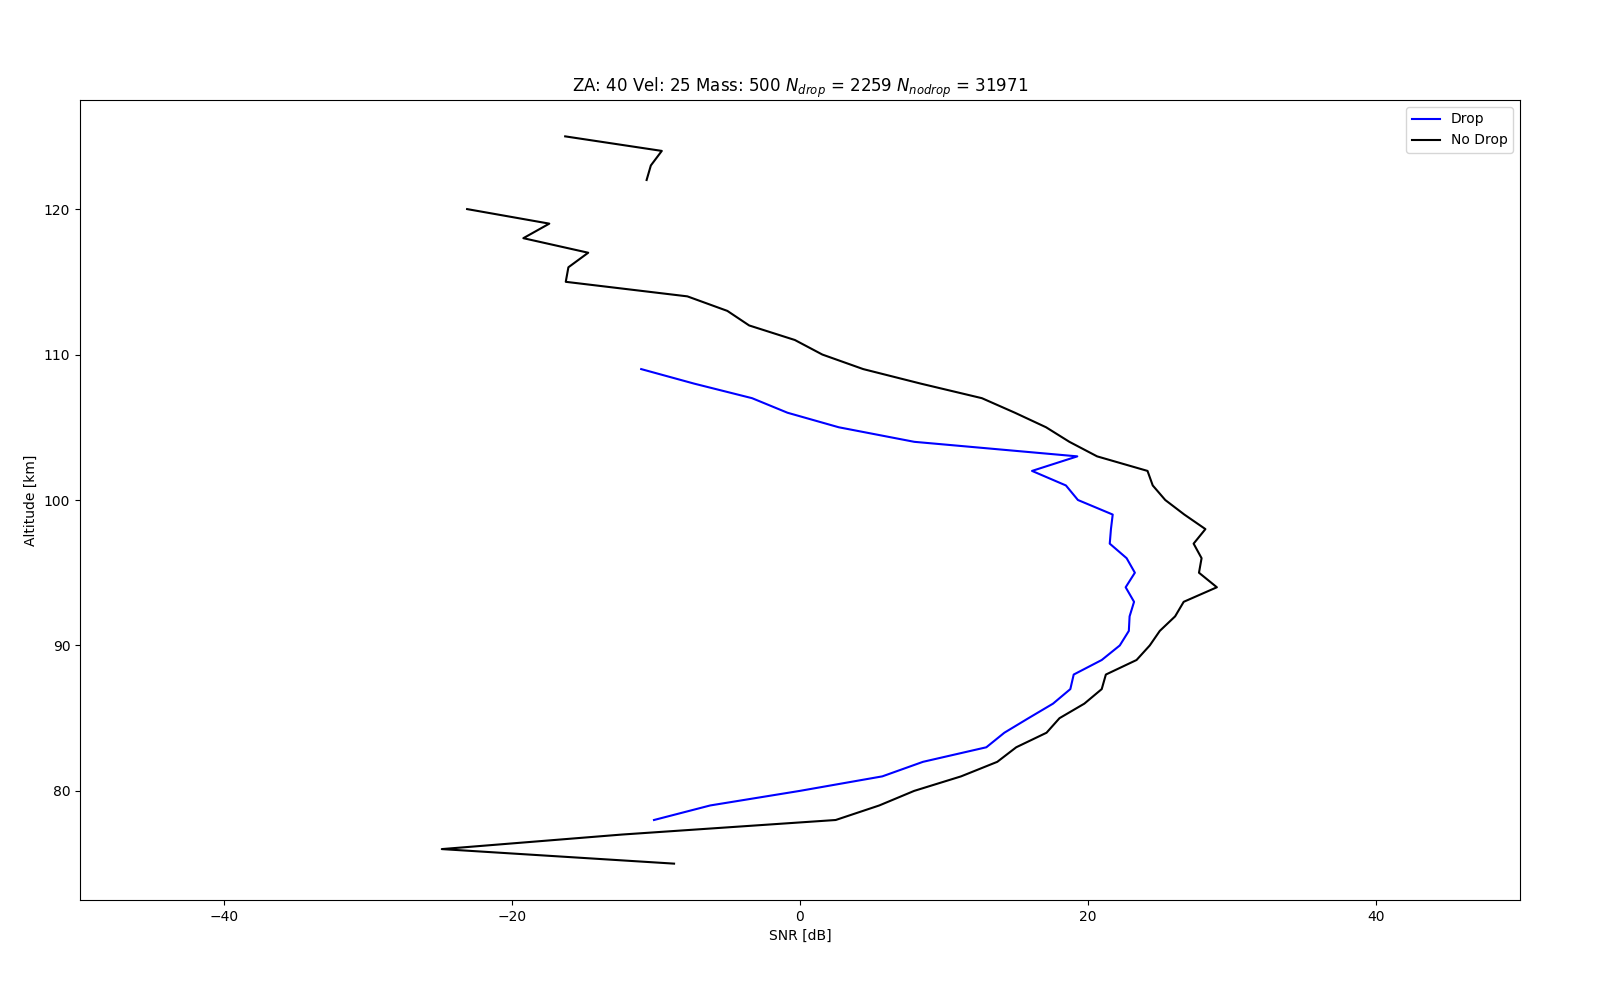 ZA: 40 Vel: 25 Mass: 500 N_drop = 2259 N_nodrop = 31971
Drop
No Drop
120
110
100
90
80
Altitude [km]
−40
−20
0
20
40
SNR [dB]